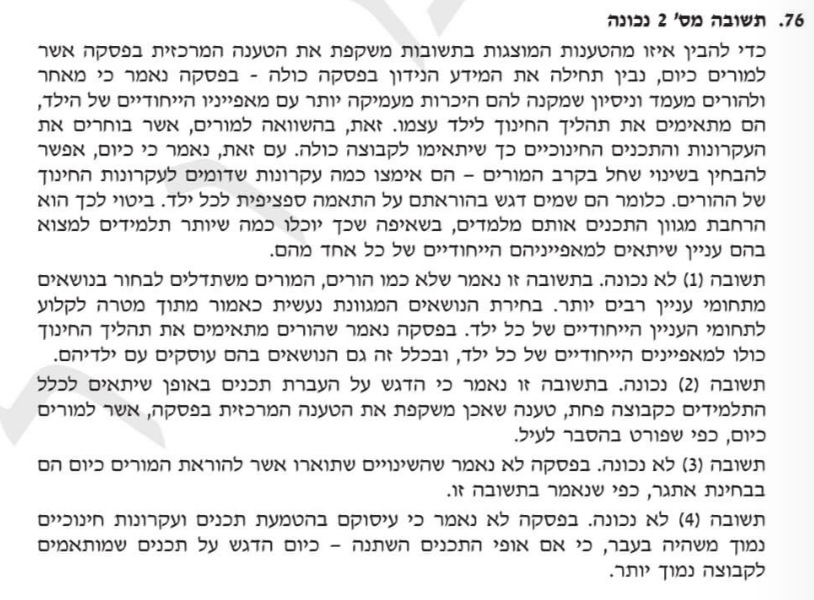 76. תשובה מס' 2 נכונה
כדי להבין איזו מהטענות המוצגות בתשובות משקפת את הטענה המרכזית בפסקה אשר
למורים כיום, נבין תחילה את המידע הנידון בפסקה כולה - בפסקה נאמר כי מאחר
ולהורים מעמד וניסיון שמקנה להם היכרות מעמיקה יותר עם מאפייניו הייחודיים של הילד,
הם מתאימים את תהליך החינוך לילד עצמו. זאת, בהשוואה למורים, אשר בוחרים את
העקרונות והתכנים החינוכיים כך שיתאימו לקבוצה כולה. עם זאת, נאמר כי כיום, אפשר
להבחין בשינוי שחל בקרב המורים – הם אימצו כמה עקרונות שדומים לעקרונות החינוך
של ההורים. כלומר הם שמים דגש בהוראתם על התאמה ספציפית לכל ילד. ביטוי לכך הוא
הרחבת מגוון התכנים אותם מלמדים, בשאיפה שכך יוכלו כמה שיותר תלמידים למצוא
בהם עניין שיתאים למאפייניהם הייחודיים של כל אחד מהם.
תשובה (1) לא נכונה. בתשובה זו נאמר שלא כמו הורים, המורים משתדלים לבחור בנושאים
מתחומי עניין רבים יותר. בחירת הנושאים המגוונת נעשית כאמור מתוך מטרה לקלוע
לתחומי העניין הייחודיים של כל ילד. בפסקה נאמר שהורים מתאימים את תהליך החינוך
כולו למאפיינים הייחודיים של כל ילד, ובכלל זה גם הנושאים בהם עוסקים עם ילדיהם.
תשובה (2) נכונה. בתשובה זו נאמר כי הדגש על העברת תכנים באופן שיתאים לכלל
התלמידים כקבוצה פחת, טענה שאכן משקפת את הטענה המרכזית בפסקה, אשר למורים
כיום, כפי שפורט בהסבר לעיל.
תשובה (3) לא נכונה. בפסקה לא נאמר שהשינויים שתוארו אשר להוראת המורים כיום הם
בבחינת אתגר, כפי שנאמר בתשובה זו.
תשובה (4) לא נכונה. בפסקה לא נאמר כי עיסוקם בהטמעת תכנים ועקרונות חינוכיים
נמוך משהיה בעבר, כי אם אופי התכנים השתנה – כיום הדגש על תכנים שמותאמים
לקבוצה נמוך יותר.